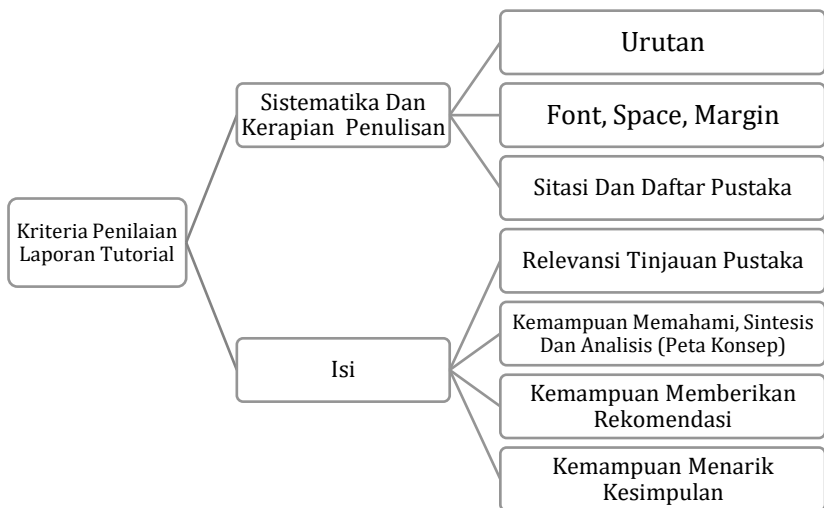 Kriteria Penilaian
Laporan Tutorial
Sistematika Dan
Kerapian Penulisan
Urutan
Font, Space, Margin
Sitasi Dan Daftar Pustaka
Isi
Relevansi Tinjauan Pustaka
Kemampuan Memahami, Sintesis
Dan Analisis (Peta Konsep)
Kemampuan Memberikan
Rekomendasi
Kemampuan Menarik
Kesimpulan